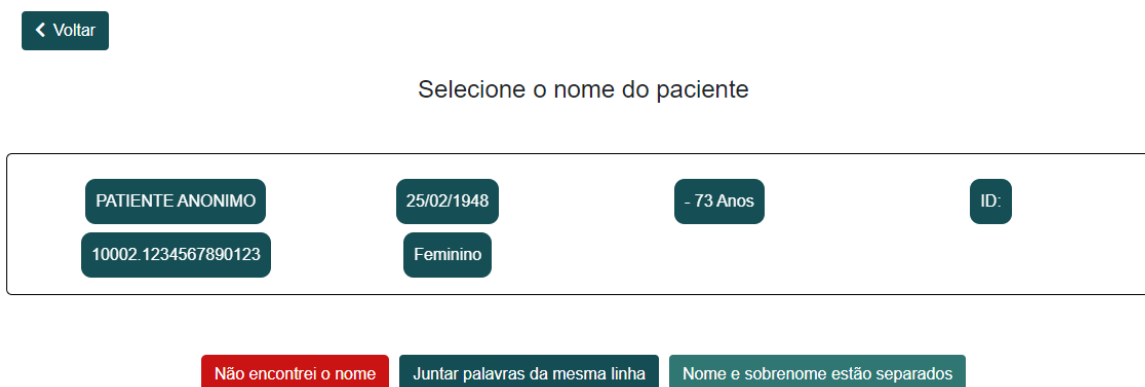 Voltar
Selecione o nome do paciente
PATIENTE ANONIMO 25/02/1948 - 73 Anos ID:
10002.1234567890123 Feminino
Não encontrei o nome Juntar palavras da mesma linha Nome e sobrenome estão separados